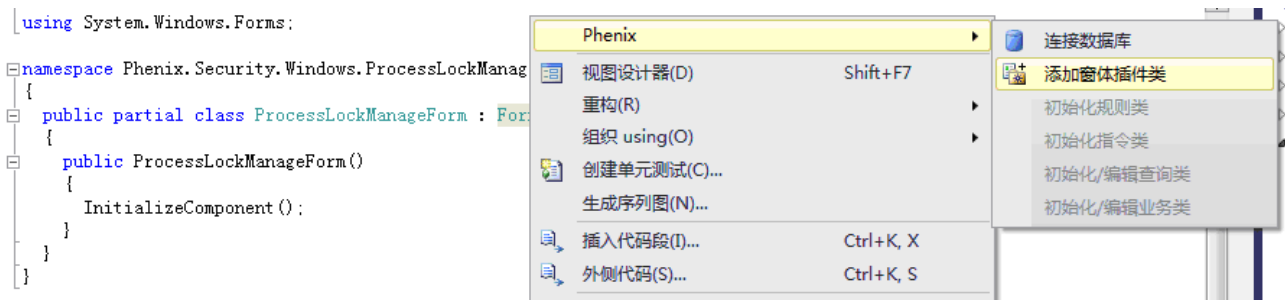 using System.Windows.Forms;
namespace Phenix.Security.Windows.ProcessLockManag
{
public partial class ProcessLockManageForm : For
{
public ProcessLockManageForm()
{
InitializeComponent();
}
}
}
Phenix
视图设计器(D) Shift+F7
重构(R)
组织 using(O)
创建单元测试(C)...
生成序列图(N)...
插入代码段(I)... Ctrl+K, X
外侧代码(S)... Ctrl+K, S
连接数据库
添加窗体插件类
初始化规则类
初始化指令类
初始化/编辑查询类
初始化/编辑业务类